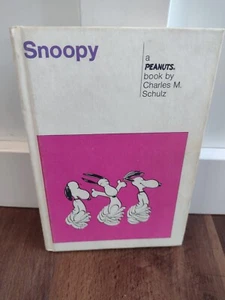 Snoopy
a
PEANUTS.
book by
Charles M.
Schulz